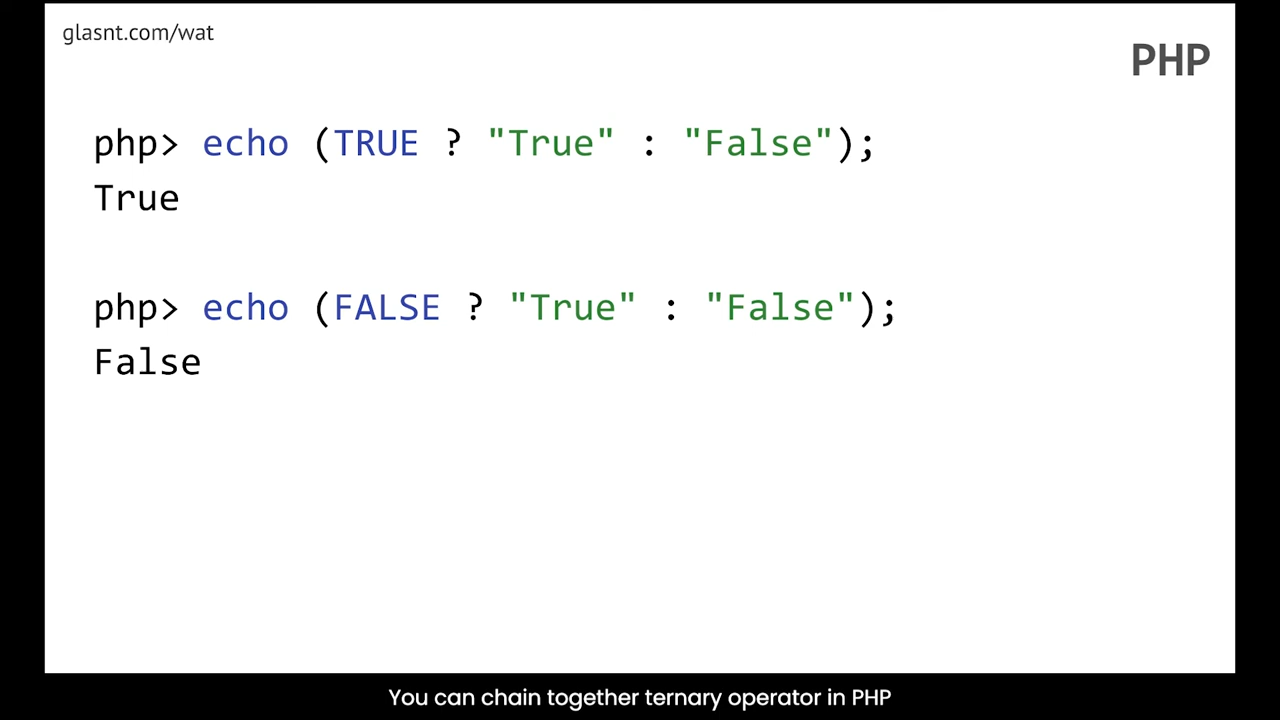 glasnt.com/wat
PHP
php> echo (TRUE ? "True" : "False");
True
php> echo (FALSE ? "True" : "False");
False
You can chain together ternary operator in PHP